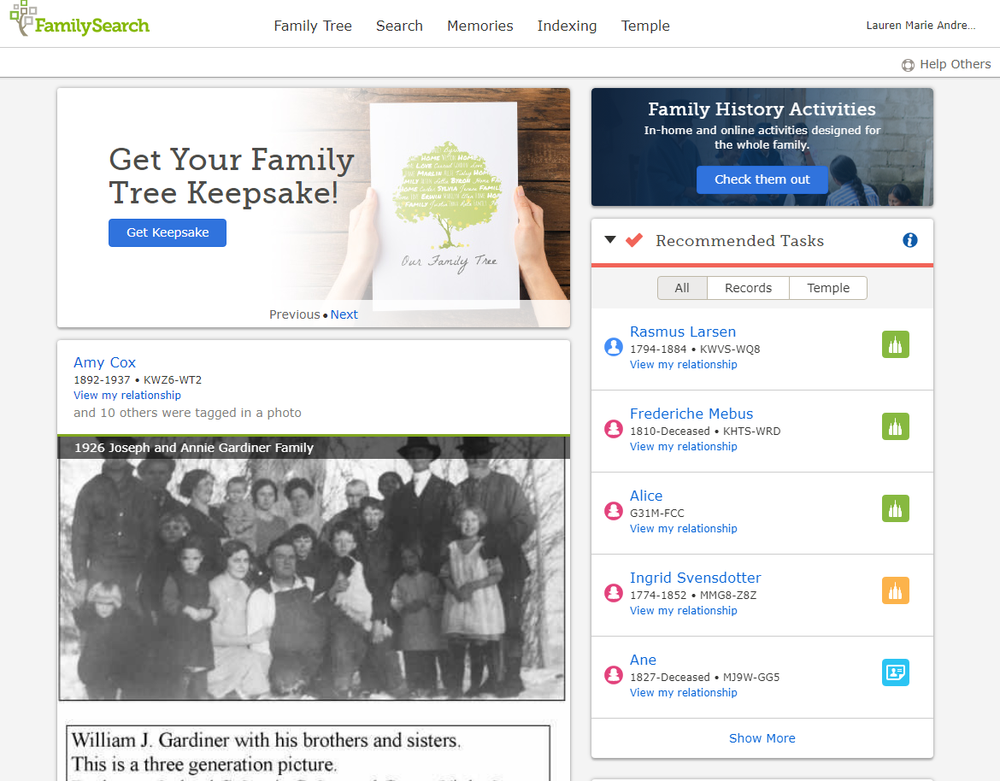 FamilySearch
Family Tree
Search
Memories
Indexing
Temple
Lauren Marie Andre...
Help Others
Get Your Family
Tree Keepsake!
Get Keepsake
Our Family Tree
Previous • Next
Family History Activities
In-home and online activities designed for
the whole family.
Check them out
Amy Cox
1892-1937 • KWZ6-WT2
View my relationship
and 10 others were tagged in a photo
1926 Joseph and Annie Gardiner Family
William J. Gardiner with his brothers and sisters.
This is a three generation picture.
Recommended Tasks
All
Records
Temple
Rasmus Larsen
1794-1884 • KWVS-WQ8
View my relationship
Frederiche Mebus
1810-Deceased • KHTS-WRD
View my relationship
Alice
G31M-FCC
View my relationship
Ingrid Svensdotter
1774-1852 • MMG8-Z8Z
View my relationship
Ane
1827-Deceased • MJ9W-GG5
View my relationship
Show More